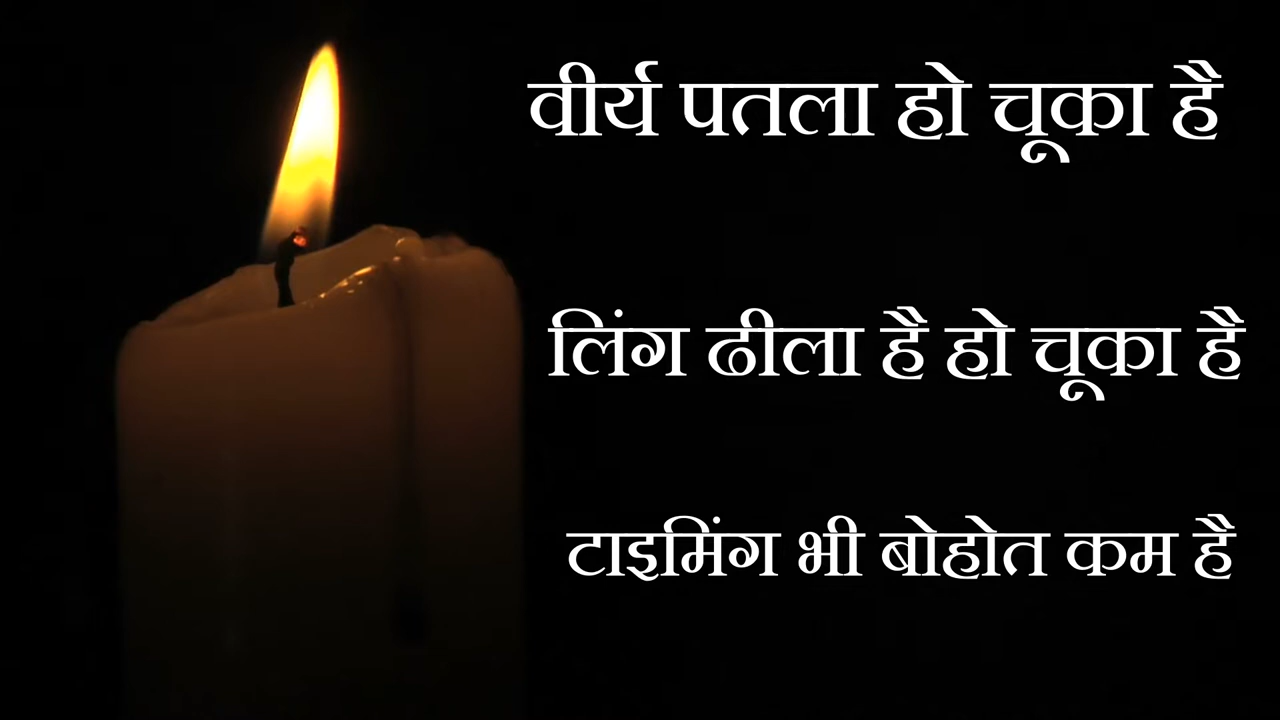 वीर्य पतला हो चूका है
लिंग ढीला है हो चूका है
टाइमिंग भी बोहोत कम है